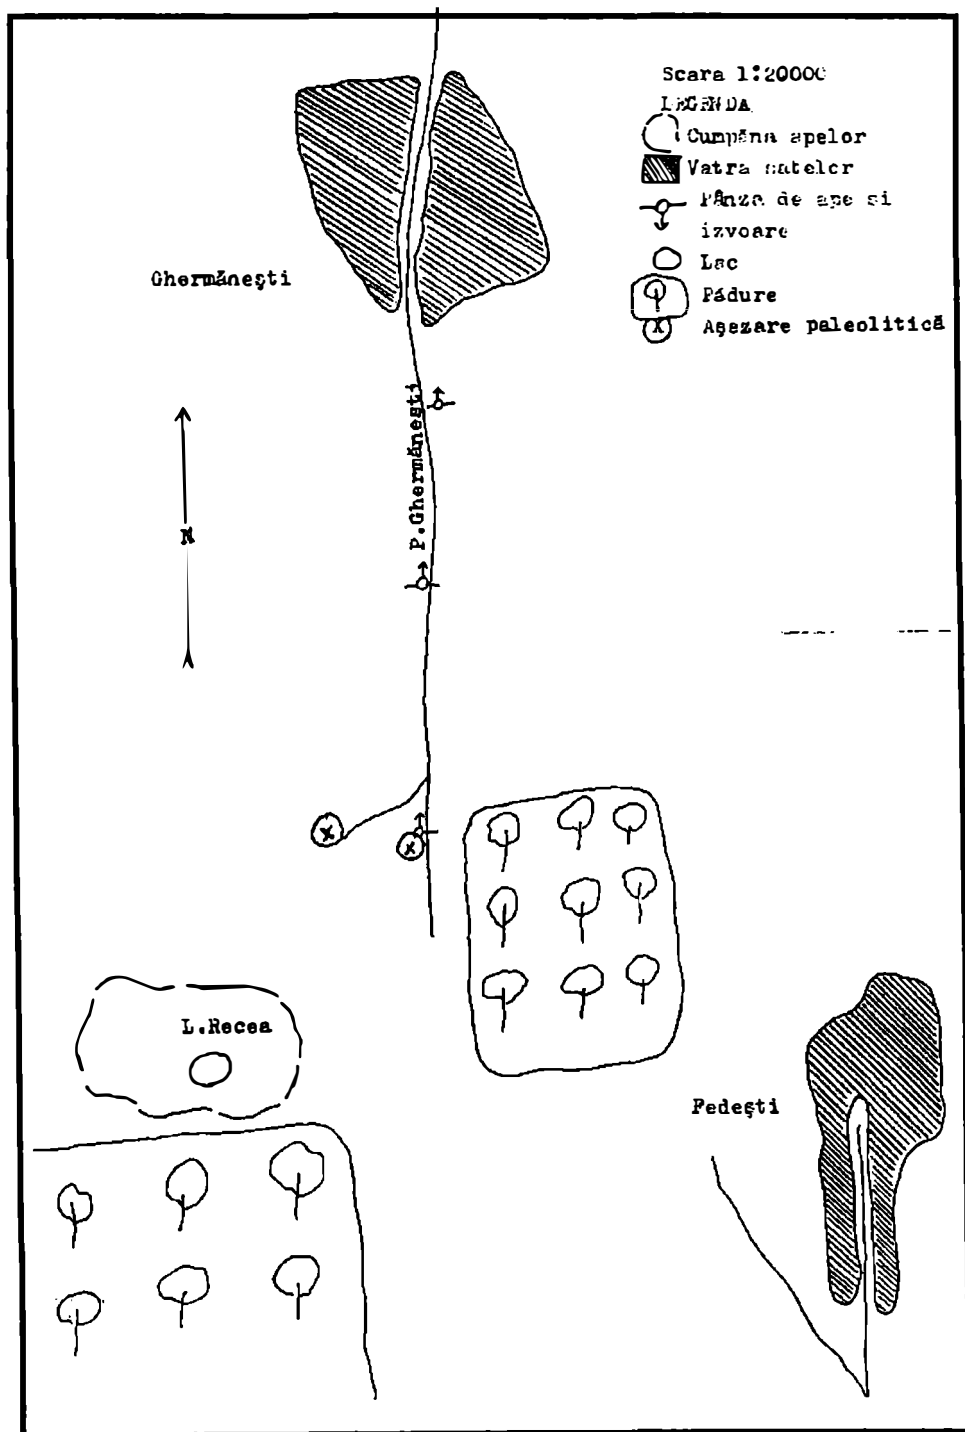 Scara 1:20000
LEGENDA
Cumpăna apelor
Vatra satelor
Pânza de ape si
izvoare
Lac
Pădure
Așezare paleolitică
Ghermănești
P.Ghermănești
N
L.Recea
Pedești